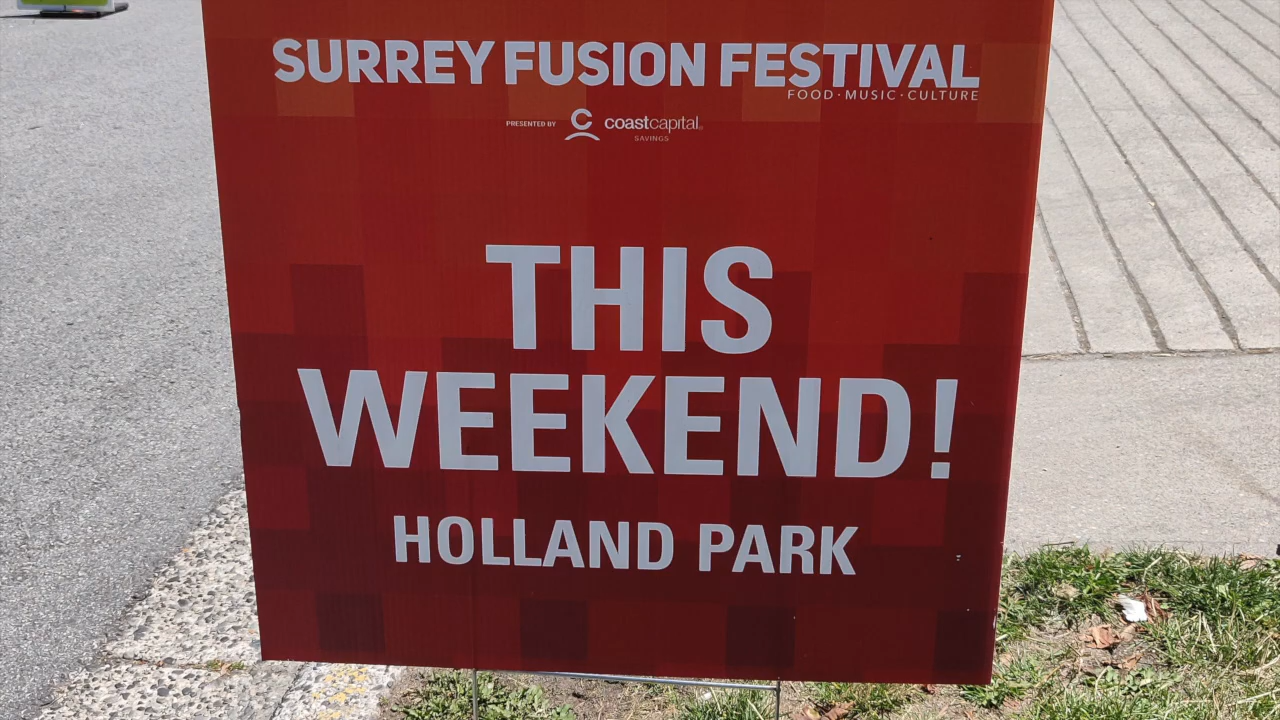 SURREY FUSION FESTIVAL
FOOD · MUSIC · CULTURE
PRESENTED BY coastcapital
SAVINGS
THIS
WEEKEND!
HOLLAND PARK